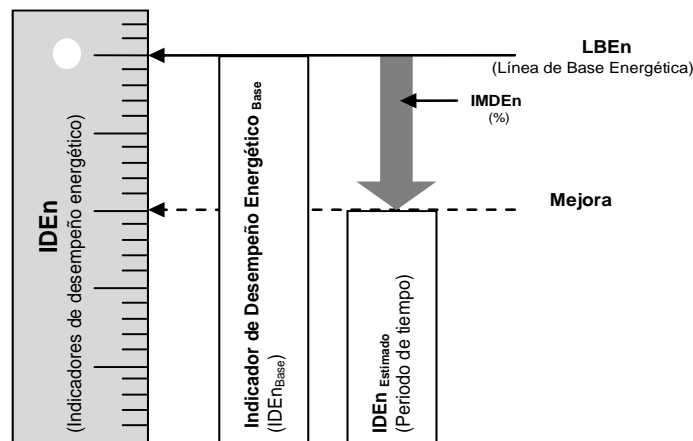 IDEn
(Indicadores de desempeño energético)
Indicador de Desempeño Energético Base
(IDEnBase)
IDEn Estimado
(Periodo de tiempo)
LBEn
(Línea de Base Energética)
IMDEn
(%)
Mejora